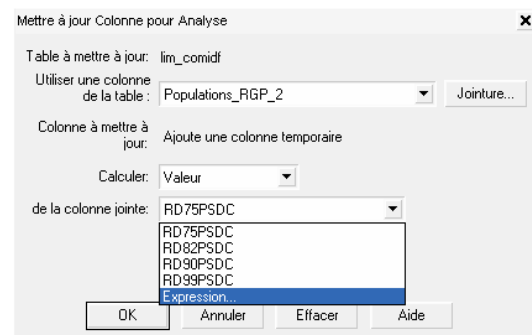 Mettre à jour Colonne pour Analyse
Table à mettre à jour: lim_comidf
Utiliser une colonne
de la table : Populations_RGP_2 Jointure...
Colonne à mettre à
jour: Ajoute une colonne temporaire
Calculer: Valeur
de la colonne jointe: RD75PSDC
RD75PSDC
RD82PSDC
RD90PSDC
RD99PSDC
Expression...
OK Annuler Effacer Aide